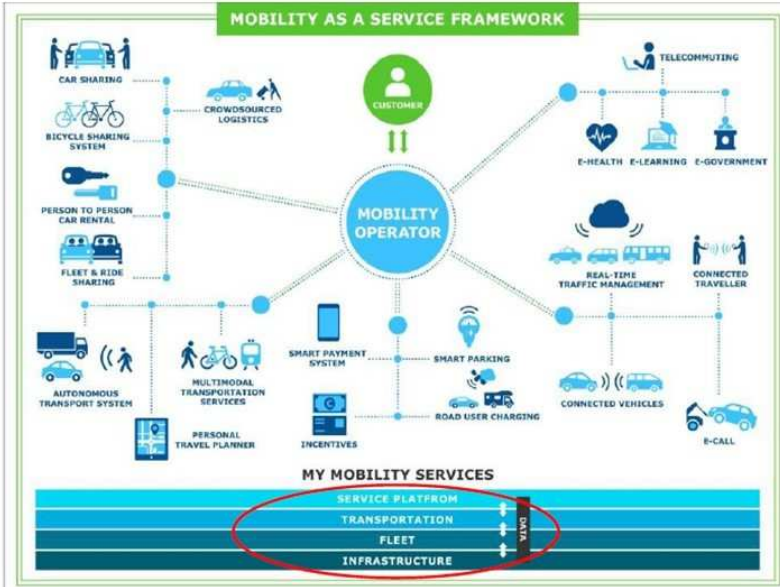 MOBILITY AS A SERVICE FRAMEWORK
CAR SHARING
CROWDSOURCED
LOGISTICS
BICYCLE SHARING
SYSTEM
PERSON TO PERSON
CAR RENTAL
FLEET & RIDE
SHARING
CUSTOMER
MOBILITY
OPERATOR
TELECOMMUTING
E-HEALTH
E-LEARNING
E-GOVERNMENT
REAL-TIME
TRAFFIC MANAGEMENT
CONNECTED
TRAVELLER
AUTONOMOUS
TRANSPORT SYSTEM
MULTIMODAL
TRANSPORTATION
SERVICES
PERSONAL
TRAVEL PLANNER
SMART PAYMENT
SYSTEM
SMART PARKING
INCENTIVES
ROAD USER CHARGING
CONNECTED VEHICLES
E-CALL
MY MOBILITY SERVICES
SERVICE PLATFROM
TRANSPORTATION
FLEET
INFRASTRUCTURE
DATA